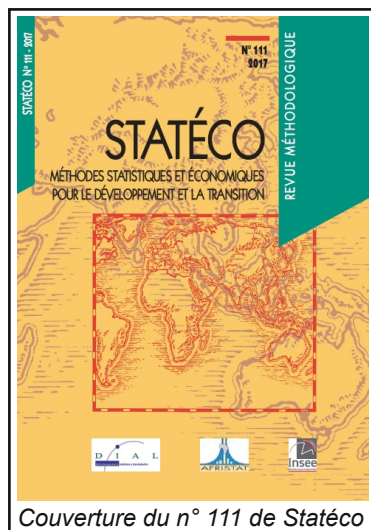 STATÉCO N° 111 - 2017
N° 111
2017
REVUE MÉTHODOLOGIQUE
STATÉCO
MÉTHODES STATISTIQUES ET ÉCONOMIQUES
POUR LE DÉVELOPPEMENT ET LA TRANSITION
D I A L
AFRISTAT
Insee
Couverture du n° 111 de Statéco